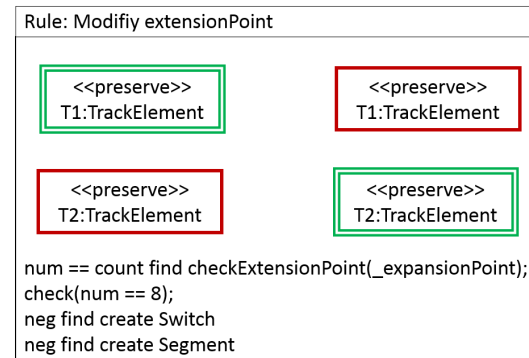 Rule: Modifiy extensionPoint
<<preserve>>
T1:TrackElement
<<preserve>>
T1:TrackElement
<<preserve>>
T2:TrackElement
<<preserve>>
T2:TrackElement
num == count find checkExtensionPoint(_expansionPoint);
check(num == 8);
neg find create Switch
neg find create Segment